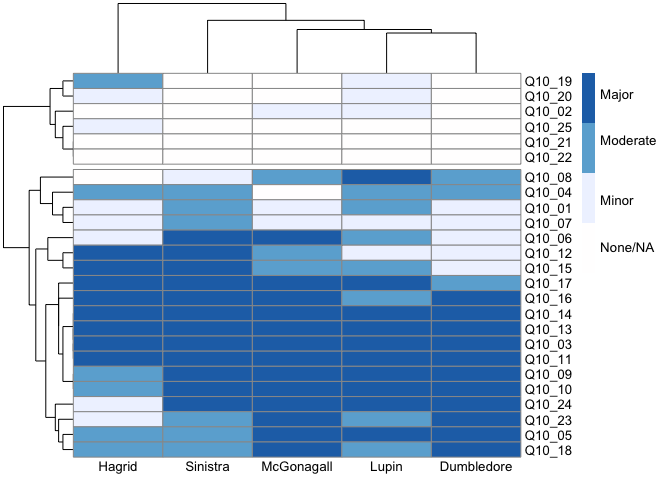 Q10_19
Q10_20
Q10_02
Q10_25
Q10_21
Q10_22
Q10_08
Q10_04
Q10_01
Q10_07
Q10_06
Q10_12
Q10_15
Q10_17
Q10_16
Q10_14
Q10_13
Q10_03
Q10_11
Q10_09
Q10_10
Q10_24
Q10_23
Q10_05
Q10_18
Major
Moderate
Minor
None/NA
Hagrid Sinistra McGonagall Lupin Dumbledore